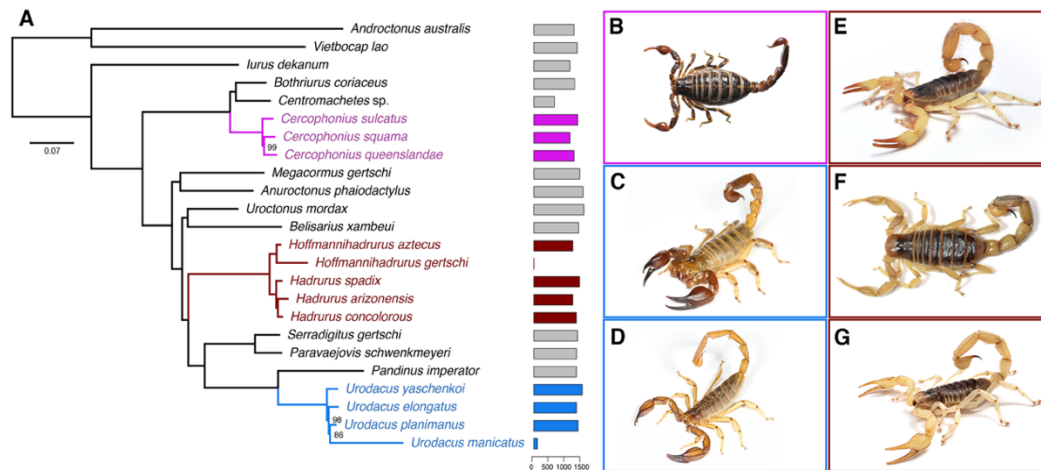 A
Androctonus australis
Vietbocap lao
Iurus dekanum
Bothriurus coriaceus
Centromachetes sp.
Cercophonius sulcatus
Cercophonius squama
99
Cercophonius queenslandae
0.07
Megacormus gertschi
Anuroctonus phaiodactylus
Uroctonus mordax
Belisarius xambeui
Hoffmannihadrurus aztecus
Hoffmannihadrurus gertschi
Hadrurus spadix
Hadrurus arizonensis
Hadrurus concolorous
Serradigitus gertschi
Paravaejovis schwenkmeyeri
Pandinus imperator
Urodacus yaschenkoi
Urodacus elongatus
98
Urodacus planimanus
86
Urodacus manicatus
0 500 1000 1500
B
E
C
F
D
G